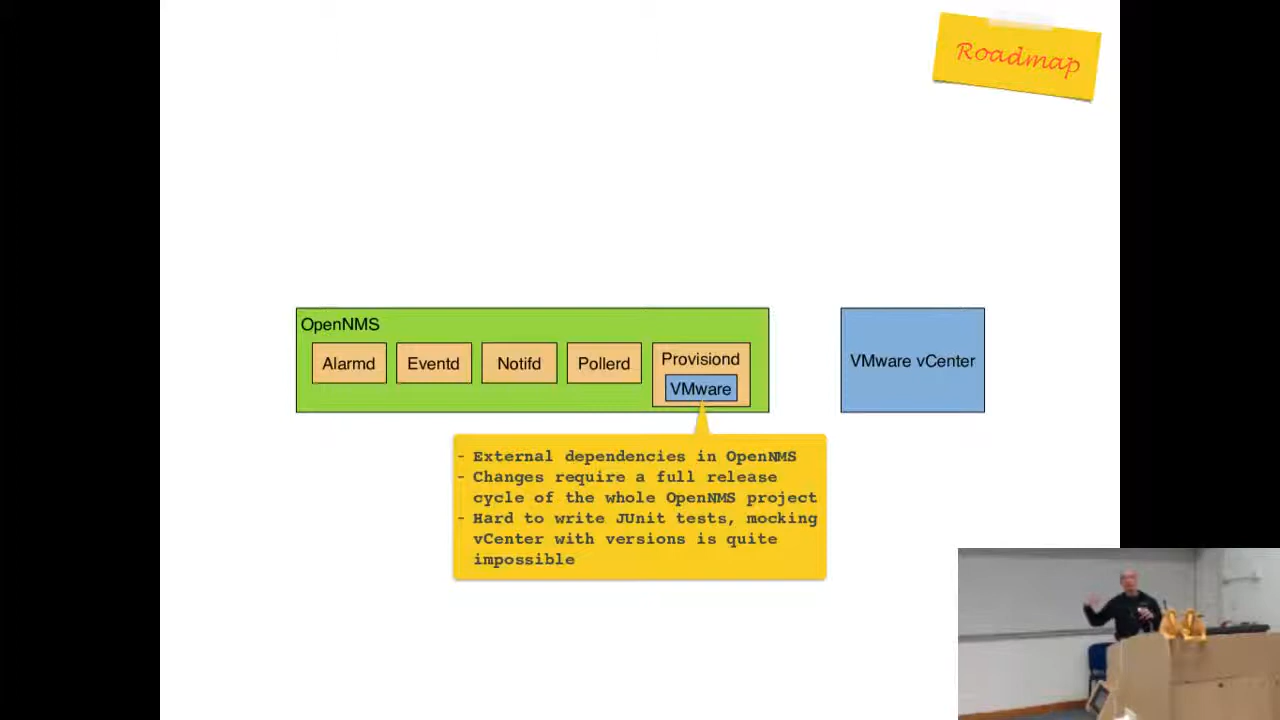 Roadmap
OpenNMS
Alarmd
Eventd
Notifd
Pollerd
Provisiond
VMware
VMware vCenter
- External dependencies in OpenNMS
- Changes require a full release
cycle of the whole OpenNMS project
- Hard to write JUnit tests, mocking
vCenter with versions is quite
impossible